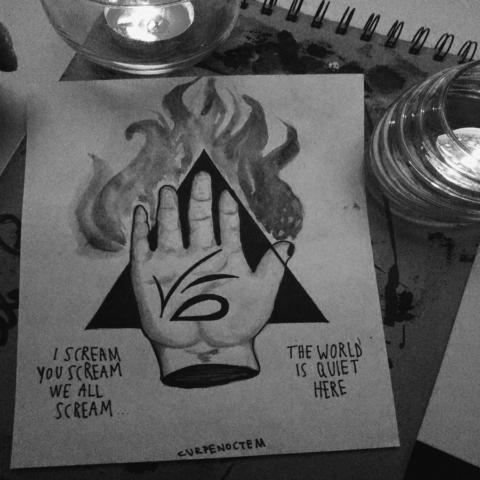 I SCREAM
YOU SCREAM
WE ALL
SCREAM...
THE WORLD
IS QUIET
HERE
CURPENOCTEM